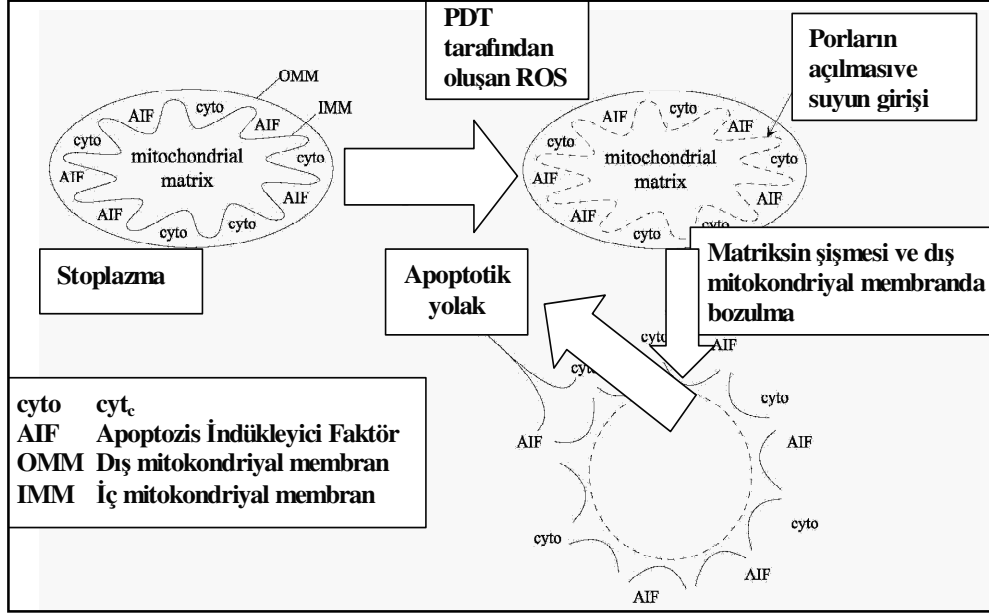 PDT
tarafından
oluşan ROS
Porların
açılmasıve
suyun girişi
OMM
IMM
cyto
AIF
AIF
cyto
cyto
AIF
AIF
AIF
cyto
cyto
mitochondrial
matrix
cyto
AIF
AIF
cyto
cyto
AIF
AIF
AIF
cyto
cyto
mitochondrial
matrix
Stoplazma
Apoptotik
yolak
Matriksin şişmesi ve dış
mitokondriyal membranda
bozulma
cyto
AIF
cyto
cyto
AIF
AIF
cyto
cyto
AIF
AIF
cyto cyt_c
AIF Apoptozis İndükleyici Faktör
OMM Dış mitokondriyal membran
IMM İç mitokondriyal membran